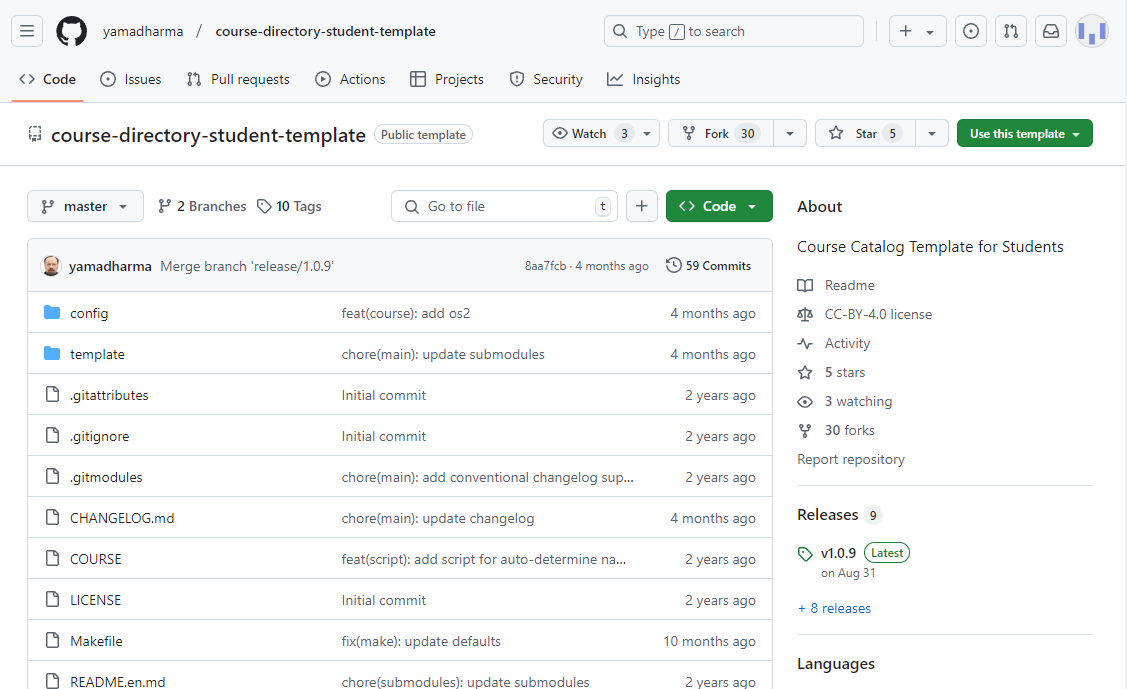 yamadharma / course-directory-student-template
Type / to search
Code Issues Pull requests Actions Projects Security Insights
course-directory-student-template Public template
Watch 3 Fork 30 Star 5 Use this template
master 2 Branches 10 Tags Go to file t + Code
yamadharma Merge branch 'release/1.0.9' 8aa7fcb · 4 months ago 59 Commits
config feat(course): add os2 4 months ago
template chore(main): update submodules 4 months ago
.gitattributes Initial commit 2 years ago
.gitignore Initial commit 2 years ago
.gitmodules chore(main): add conventional changelog sup... 2 years ago
CHANGELOG.md chore(main): update changelog 4 months ago
COURSE feat(script): add script for auto-determine na... 2 years ago
LICENSE Initial commit 2 years ago
Makefile fix(make): update defaults 10 months ago
README.en.md chore(submodules): update submodules 2 years ago
About
Course Catalog Template for Students
Readme
CC-BY-4.0 license
Activity
5 stars
3 watching
30 forks
Report repository
Releases 9
v1.0.9 Latest
on Aug 31
+ 8 releases
Languages